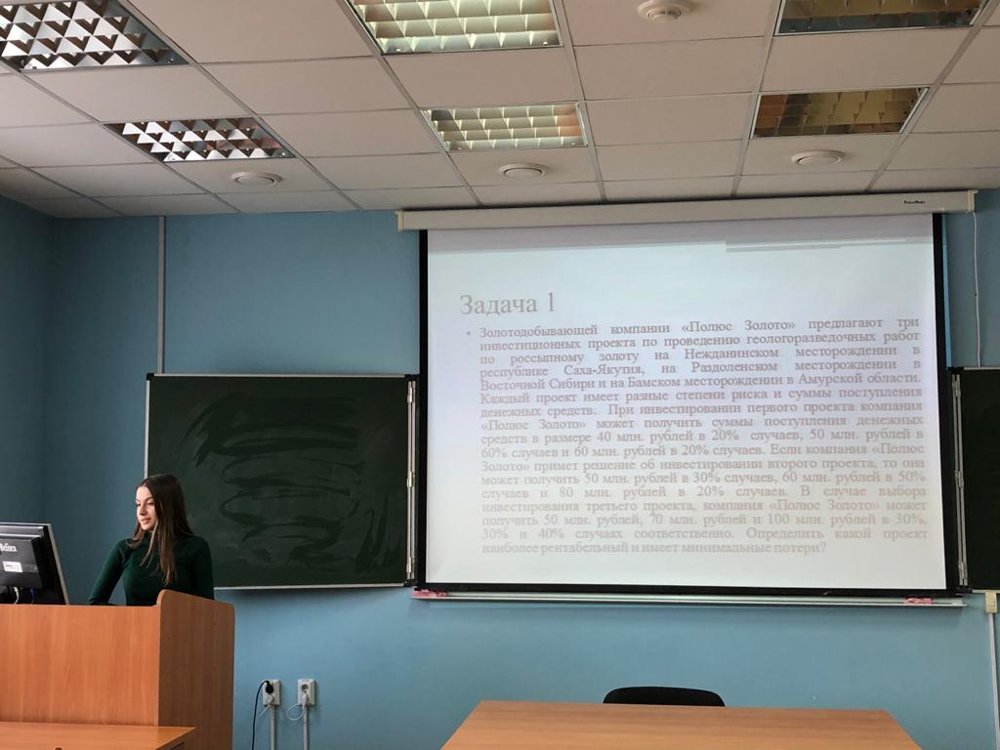 Задача 1
• Золотодобывающей компании «Полюс Золото» предлагают три
инвестиционных проекта по проведению геологоразведочных работ
по россыпному золоту на Нежданинском месторождении в
республике Саха-Якутия, на Раздоленском месторождении в
Восточной Сибири и на Бамском месторождении в Амурской области.
Каждый проект имеет разные степени риска и суммы поступления
денежных средств. При инвестировании первого проекта компания
«Полюс Золото» может получить суммы поступления денежных
средств в размере 40 млн. рублей в 20% случаев, 50 млн. рублей в
60% случаев и 60 млн. рублей в 20% случаев. Если компания «Полюс
Золото» примет решение об инвестировании второго проекта, то она
может получить 50 млн. рублей в 30% случаев, 60 млн. рублей в 50%
случаев и 80 млн. рублей в 20% случаев. В случае выбора
инвестирования третьего проекта, компания «Полюс Золото» может
получить 50 млн. рублей, 70 млн. рублей и 100 млн. рублей в 30%,
30% и 40% случаях соответственно. Определить какой проект
наиболее рентабельный и имеет минимальные потери?